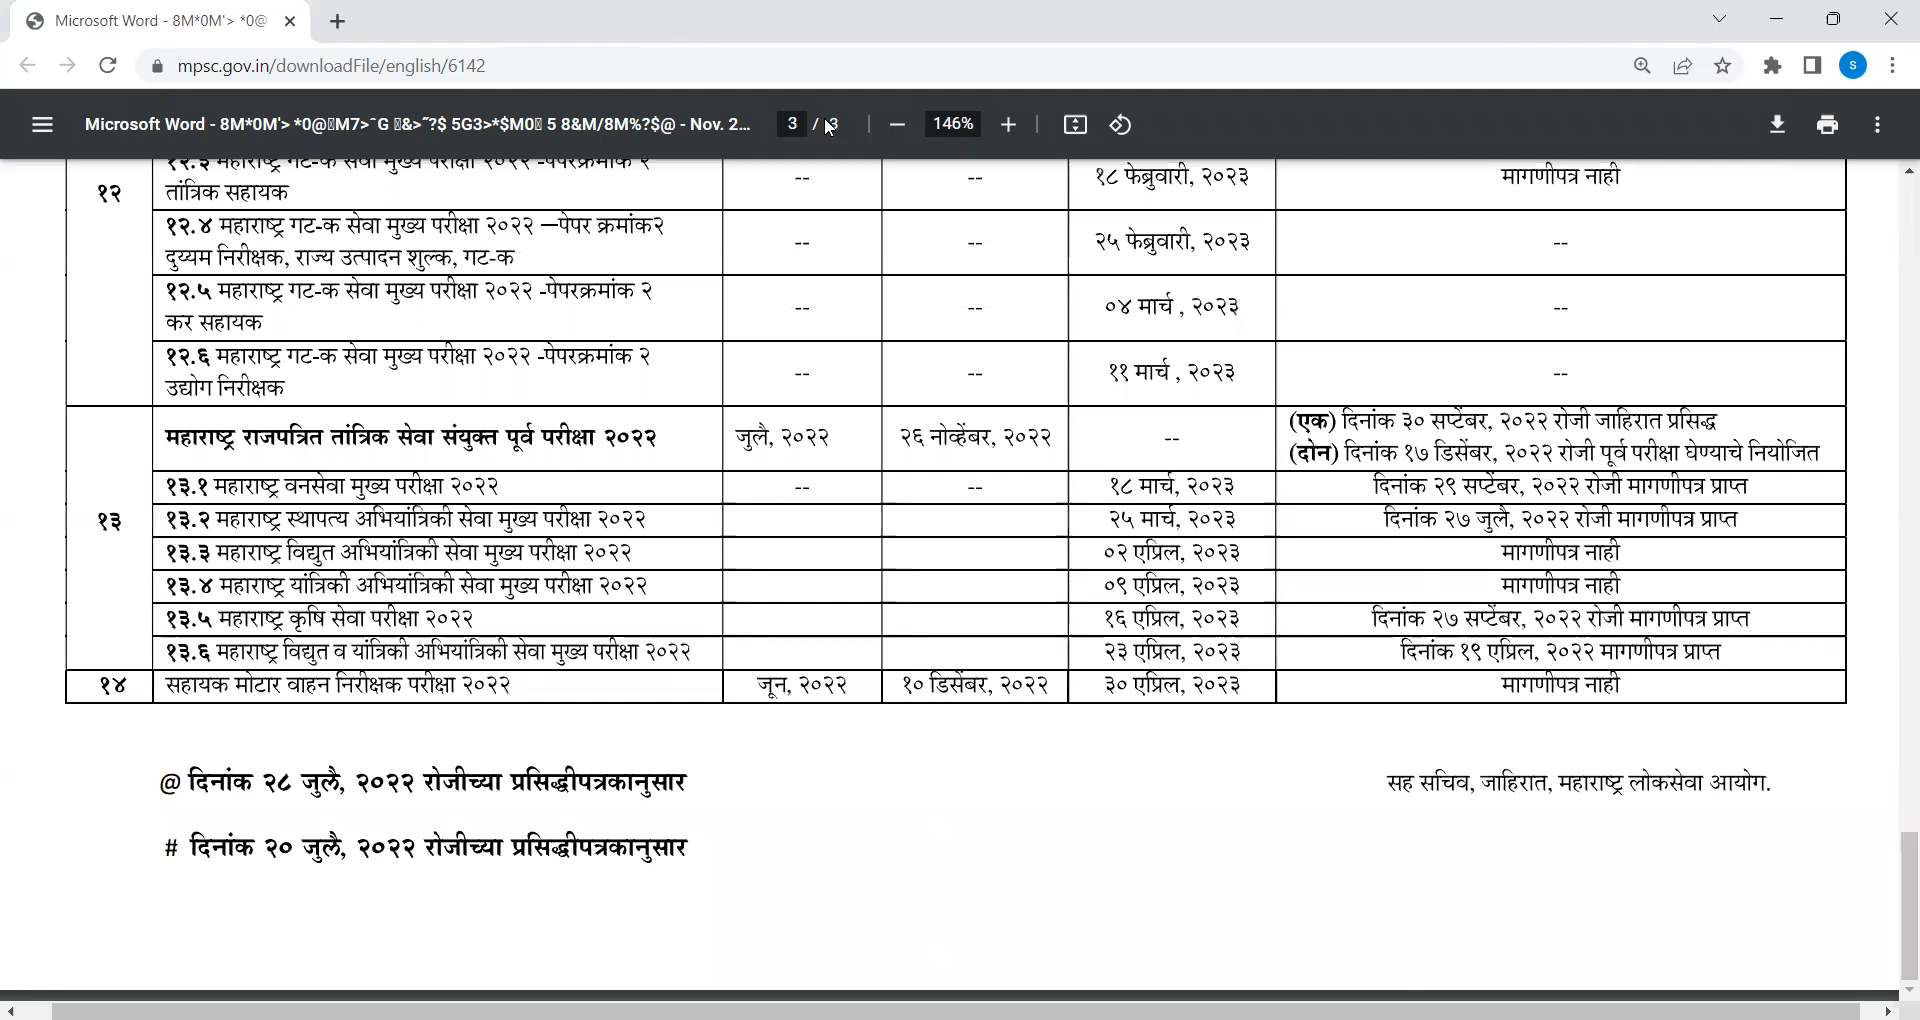 Microsoft Word - 8M*0M'> *0@
mpsc.gov.in/downloadFile/english/6142
S
Microsoft Word - 8M*0M'> *0@▯M7>ˆG ▯&>˜?$ 5G3>*$M0▯ 5 8&M/8M%?$@ - Nov. 2... 3 / 3 146%
१२.३ महाराष्ट्र गट-क सेवा मुख्य परीक्षा २०२२ -पेपरक्रमांक २
१२ तांत्रिक सहायक -- -- १८ फेब्रुवारी, २०२३ मागणीपत्र नाही
१२.४ महाराष्ट्र गट-क सेवा मुख्य परीक्षा २०२२ –पेपर क्रमांक२
दुय्यम निरीक्षक, राज्य उत्पादन शुल्क, गट-क -- -- २५ फेब्रुवारी, २०२३ --
१२.५ महाराष्ट्र गट-क सेवा मुख्य परीक्षा २०२२ -पेपरक्रमांक २
कर सहायक -- -- ०४ मार्च , २०२३ --
१२.६ महाराष्ट्र गट-क सेवा मुख्य परीक्षा २०२२ -पेपरक्रमांक २
उद्योग निरीक्षक -- -- ११ मार्च , २०२३ --
महाराष्ट्र राजपत्रित तांत्रिक सेवा संयुक्त पूर्व परीक्षा २०२२ जुलै, २०२२ २६ नोव्हेंबर, २०२२ -- (एक) दिनांक ३० सप्टेंबर, २०२२ रोजी जाहिरात प्रसिद्ध
(दोन) दिनांक १७ डिसेंबर, २०२२ रोजी पूर्व परीक्षा घेण्याचे नियोजित
१३.१ महाराष्ट्र वनसेवा मुख्य परीक्षा २०२२ -- -- १८ मार्च, २०२३ दिनांक २९ सप्टेंबर, २०२२ रोजी मागणीपत्र प्राप्त
१३ १३.२ महाराष्ट्र स्थापत्य अभियांत्रिकी सेवा मुख्य परीक्षा २०२२ २५ मार्च, २०२३ दिनांक २७ जुलै, २०२२ रोजी मागणीपत्र प्राप्त
१३.३ महाराष्ट्र विद्युत अभियांत्रिकी सेवा मुख्य परीक्षा २०२२ ०२ एप्रिल, २०२३ मागणीपत्र नाही
१३.४ महाराष्ट्र यांत्रिकी अभियांत्रिकी सेवा मुख्य परीक्षा २०२२ ०९ एप्रिल, २०२३ मागणीपत्र नाही
१३.५ महाराष्ट्र कृषि सेवा परीक्षा २०२२ १६ एप्रिल, २०२३ दिनांक २७ सप्टेंबर, २०२२ रोजी मागणीपत्र प्राप्त
१३.६ महाराष्ट्र विद्युत व यांत्रिकी अभियांत्रिकी सेवा मुख्य परीक्षा २०२२ २३ एप्रिल, २०२३ दिनांक १९ एप्रिल, २०२२ मागणीपत्र प्राप्त
१४ सहायक मोटार वाहन निरीक्षक परीक्षा २०२२ जून, २०२२ १० डिसेंबर, २०२२ ३० एप्रिल, २०२३ मागणीपत्र नाही
@ दिनांक २८ जुलै, २०२२ रोजीच्या प्रसिद्धीपत्रकानुसार सह सचिव, जाहिरात, महाराष्ट्र लोकसेवा आयोग.
# दिनांक २० जुलै, २०२२ रोजीच्या प्रसिद्धीपत्रकानुसार